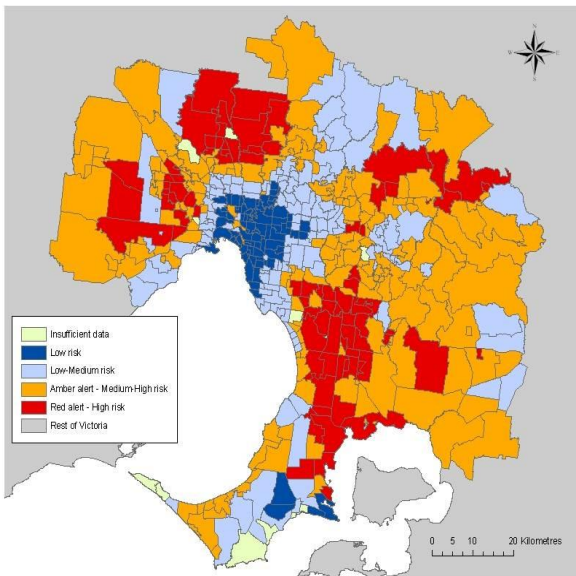 N
W
E
S
Insufficient data
Low risk
Low-Medium risk
Amber alert - Medium-High risk
Red alert - High risk
Rest of Victoria
0 5 10 20 Kilometres